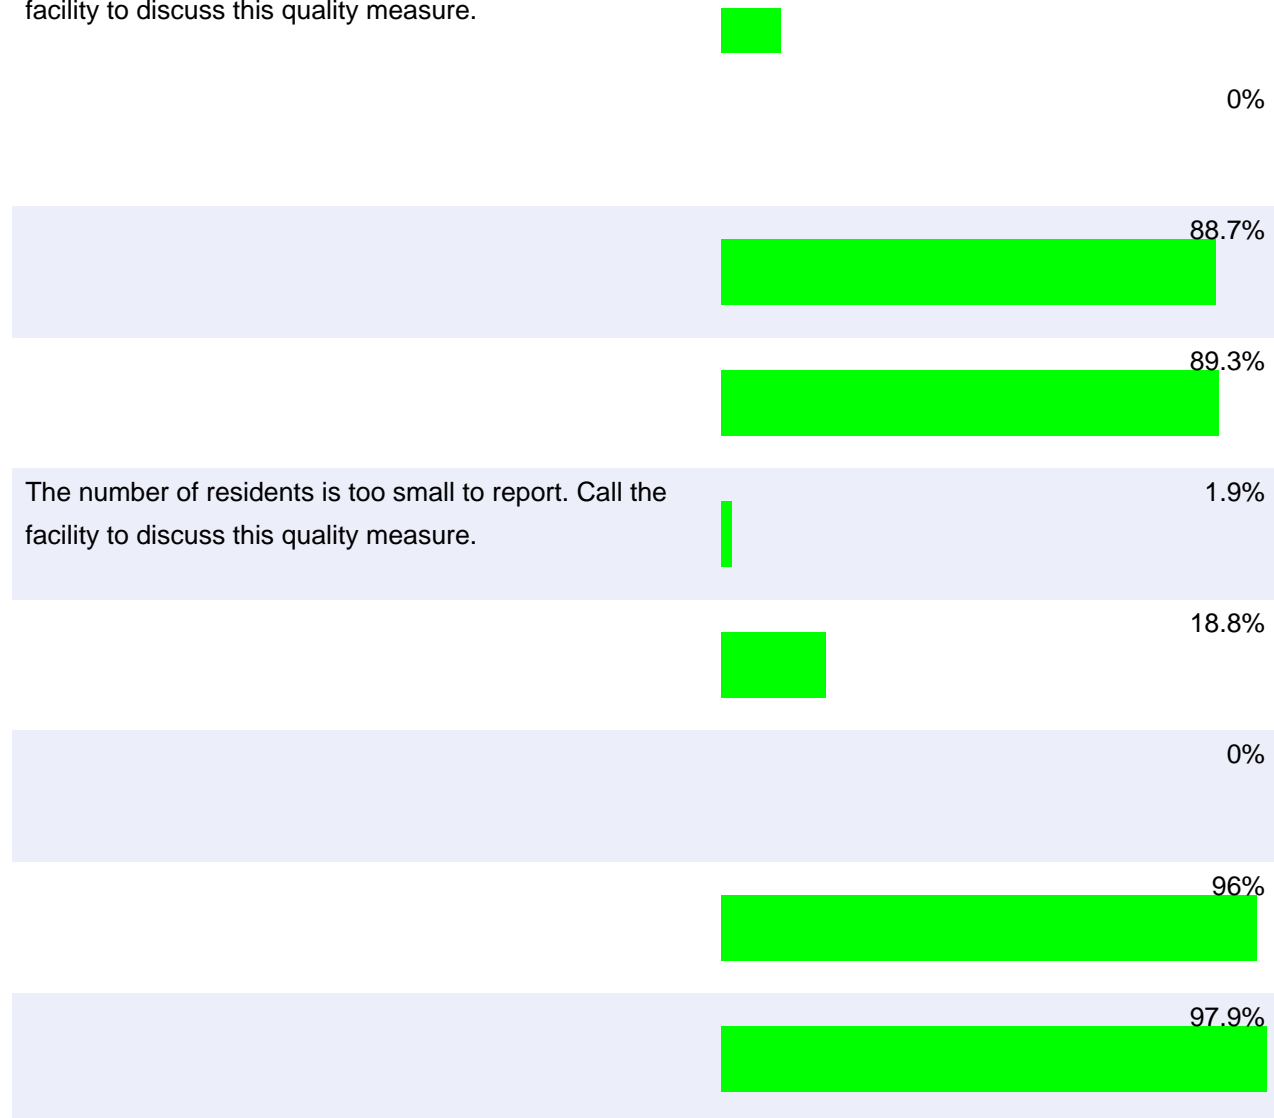 facility to discuss this quality measure.
0%
88.7%
89.3%
The number of residents is too small to report. Call the
1.9%
facility to discuss this quality measure.
18.8%
0%
96%
97.9%